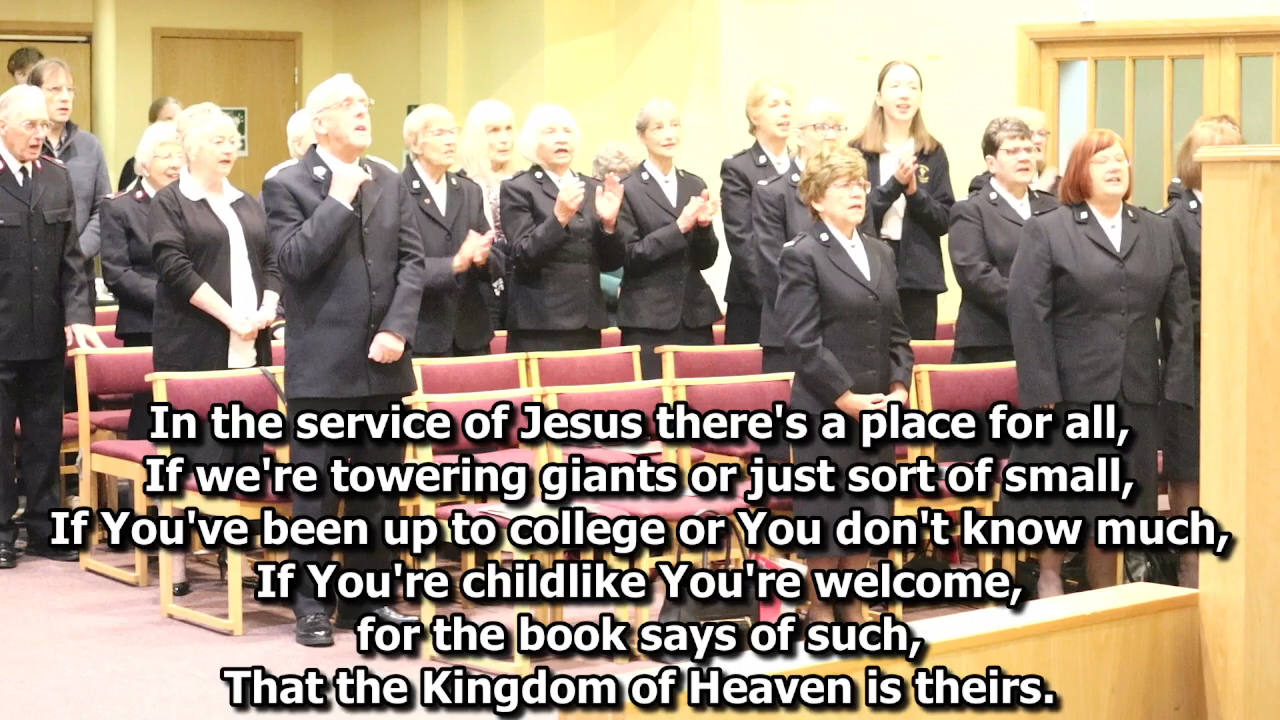 In the service of Jesus there's a place for all,
If we're towering giants or just sort of small,
If You've been up to college or You don't know much,
If You're childlike You're welcome,
for the book says of such,
That the Kingdom of Heaven is theirs.